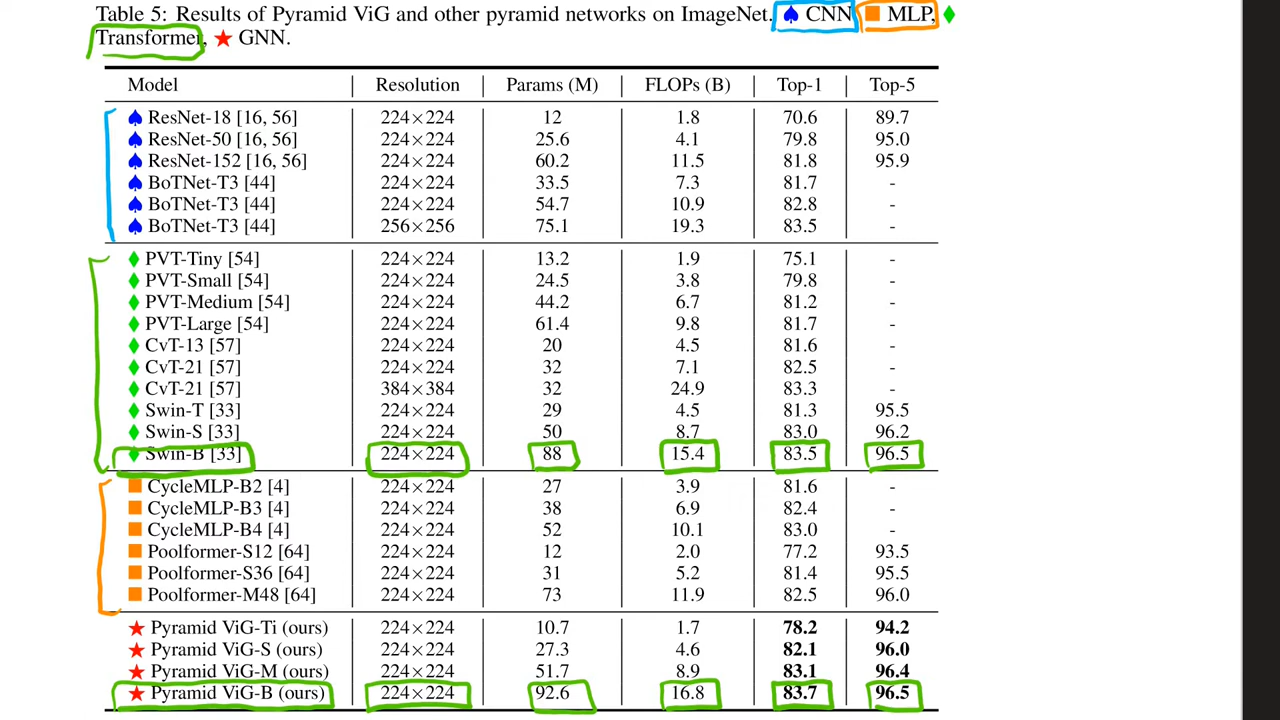 Table 5: Results of Pyramid ViG and other pyramid networks on ImageNet. ♠ CNN, ■ MLP, ♦
Transformer, ★ GNN.
Model Resolution Params (M) FLOPs (B) Top-1 Top-5
♠ ResNet-18 [16, 56] 224×224 12 1.8 70.6 89.7
♠ ResNet-50 [16, 56] 224×224 25.6 4.1 79.8 95.0
♠ ResNet-152 [16, 56] 224×224 60.2 11.5 81.8 95.9
♠ BoTNet-T3 [44] 224×224 33.5 7.3 81.7 -
♠ BoTNet-T3 [44] 224×224 54.7 10.9 82.8 -
♠ BoTNet-T3 [44] 256×256 75.1 19.3 83.5 -
♦ PVT-Tiny [54] 224×224 13.2 1.9 75.1 -
♦ PVT-Small [54] 224×224 24.5 3.8 79.8 -
♦ PVT-Medium [54] 224×224 44.2 6.7 81.2 -
♦ PVT-Large [54] 224×224 61.4 9.8 81.7 -
♦ CvT-13 [57] 224×224 20 4.5 81.6 -
♦ CvT-21 [57] 224×224 32 7.1 82.5 -
♦ CvT-21 [57] 384×384 32 24.9 83.3 -
♦ Swin-T [33] 224×224 29 4.5 81.3 95.5
♦ Swin-S [33] 224×224 50 8.7 83.0 96.2
♦ Swin-B [33] 224×224 88 15.4 83.5 96.5
■ CycleMLP-B2 [4] 224×224 27 3.9 81.6 -
■ CycleMLP-B3 [4] 224×224 38 6.9 82.4 -
■ CycleMLP-B4 [4] 224×224 52 10.1 83.0 -
■ Poolformer-S12 [64] 224×224 12 2.0 77.2 93.5
■ Poolformer-S36 [64] 224×224 31 5.2 81.4 95.5
■ Poolformer-M48 [64] 224×224 73 11.9 82.5 96.0
★ Pyramid ViG-Ti (ours) 224×224 10.7 1.7 78.2 94.2
★ Pyramid ViG-S (ours) 224×224 27.3 4.6 82.1 96.0
★ Pyramid ViG-M (ours) 224×224 51.7 8.9 83.1 96.4
★ Pyramid ViG-B (ours) 224×224 92.6 16.8 83.7 96.5